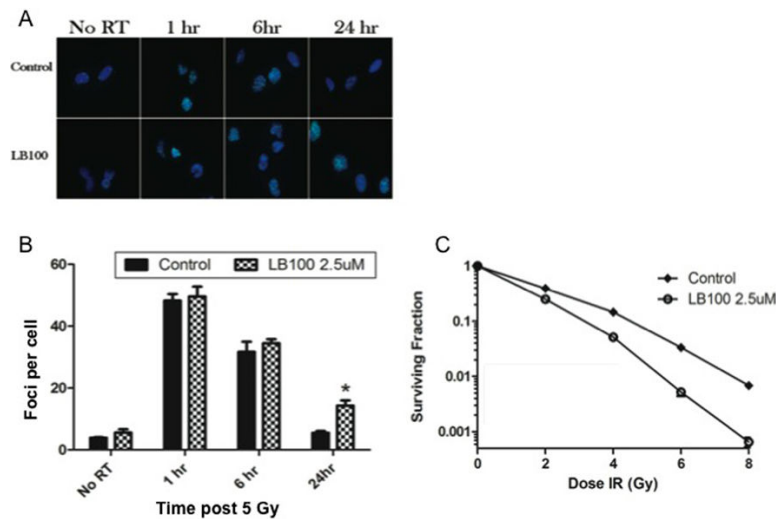 A
No RT 1 hr 6hr 24 hr
Control
LB100
B
Control LB100 2.5uM
60
40
20
0
Foci per cell
*
No RT 1 hr 6 hr 24hr
Time post 5 Gy
C
Control
LB100 2.5uM
1
0.1
0.01
0.001
Surviving Fraction
0 2 4 6 8
Dose IR (Gy)